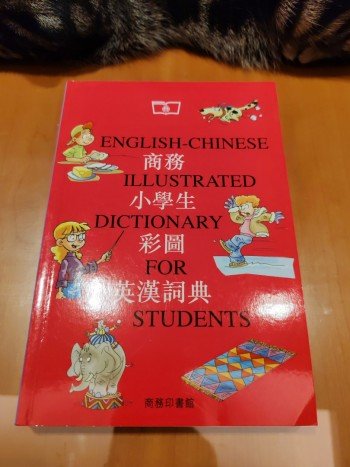 ENGLISH-CHINESE
商務
ILLUSTRATED
小學生
DICTIONARY
彩圖
FOR
英漢詞典
STUDENTS
商務印書館